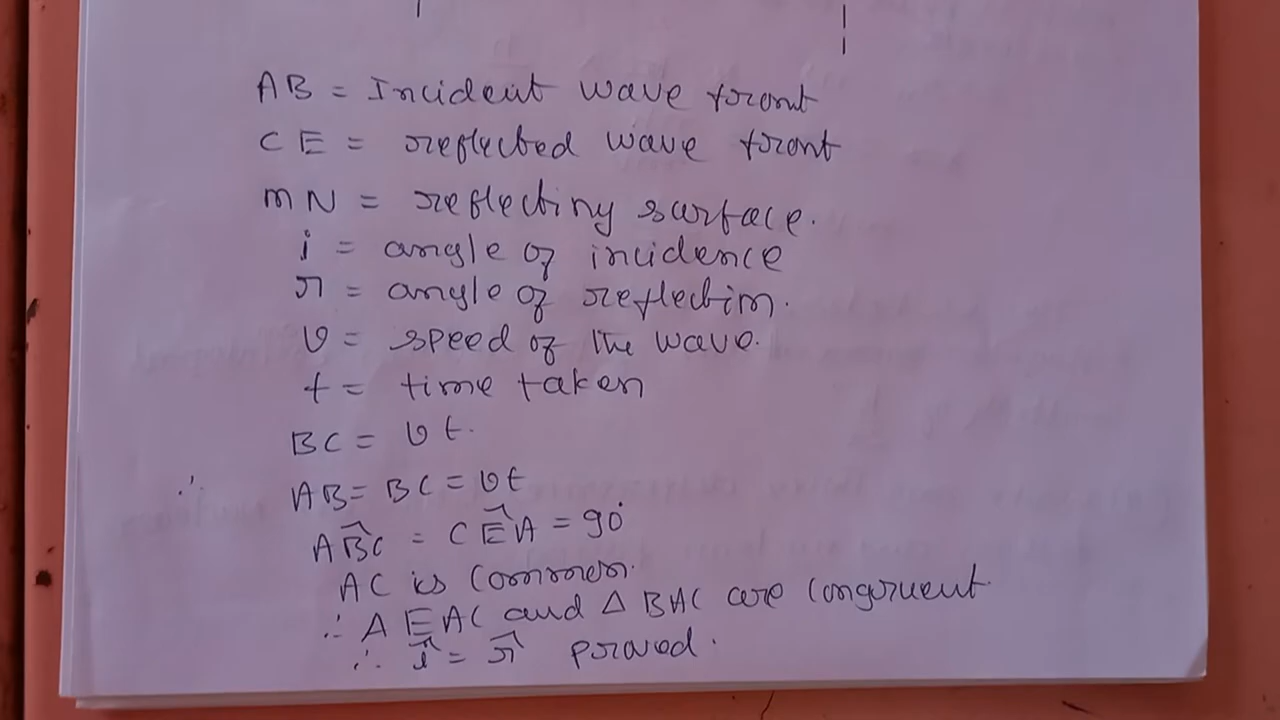 AB = Incident wave front
CE = reflected wave front
MN = reflecting surface.
i = angle of incidence
r = angle of reflection.
v = speed of the wave.
t = time taken
BC = vt.
∴ AB = BC = vt
ABC = CEA = 90°
AC is Common.
∴ Δ EAC and Δ BAC are congruent.
∴ i = r proved.